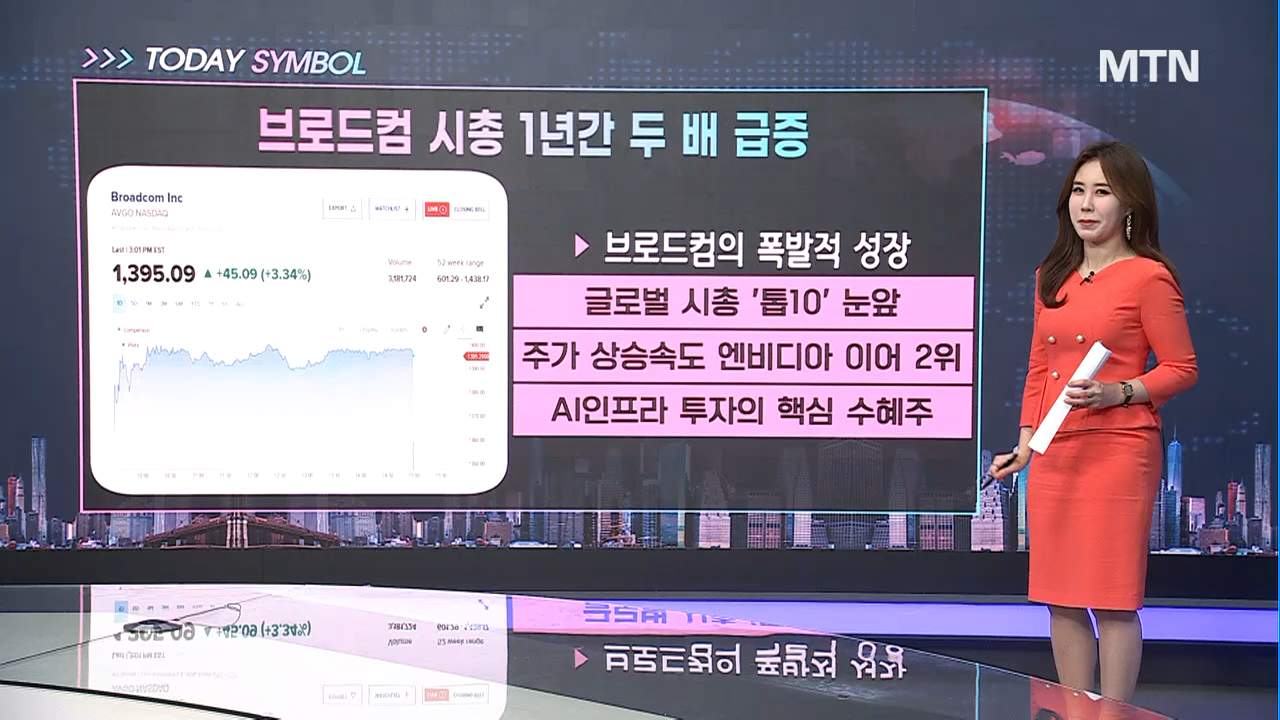 >>> TODAY SYMBOL
MTN
브로드컴 시총 1년간 두 배 급증
Broadcom Inc
AVGO:NASDAQ
EXPORT
WATCHLIST +
LIVE
CLOSING BELL
Last | 3:01 PM EST
1,395.09 ▲ +45.09 (+3.34%)
Volume
3,181,724
52 week range
601.29 - 1,438.17
+ Comparison
▶ 브로드컴의 폭발적 성장
글로벌 시총 '톱10' 눈앞
주가 상승속도 엔비디아 이어 2위
AI인프라 투자의 핵심 수혜주